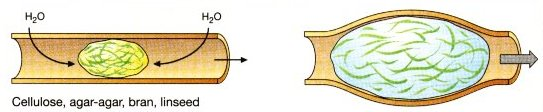 H₂O H₂O
Cellulose, agar-agar, bran, linseed